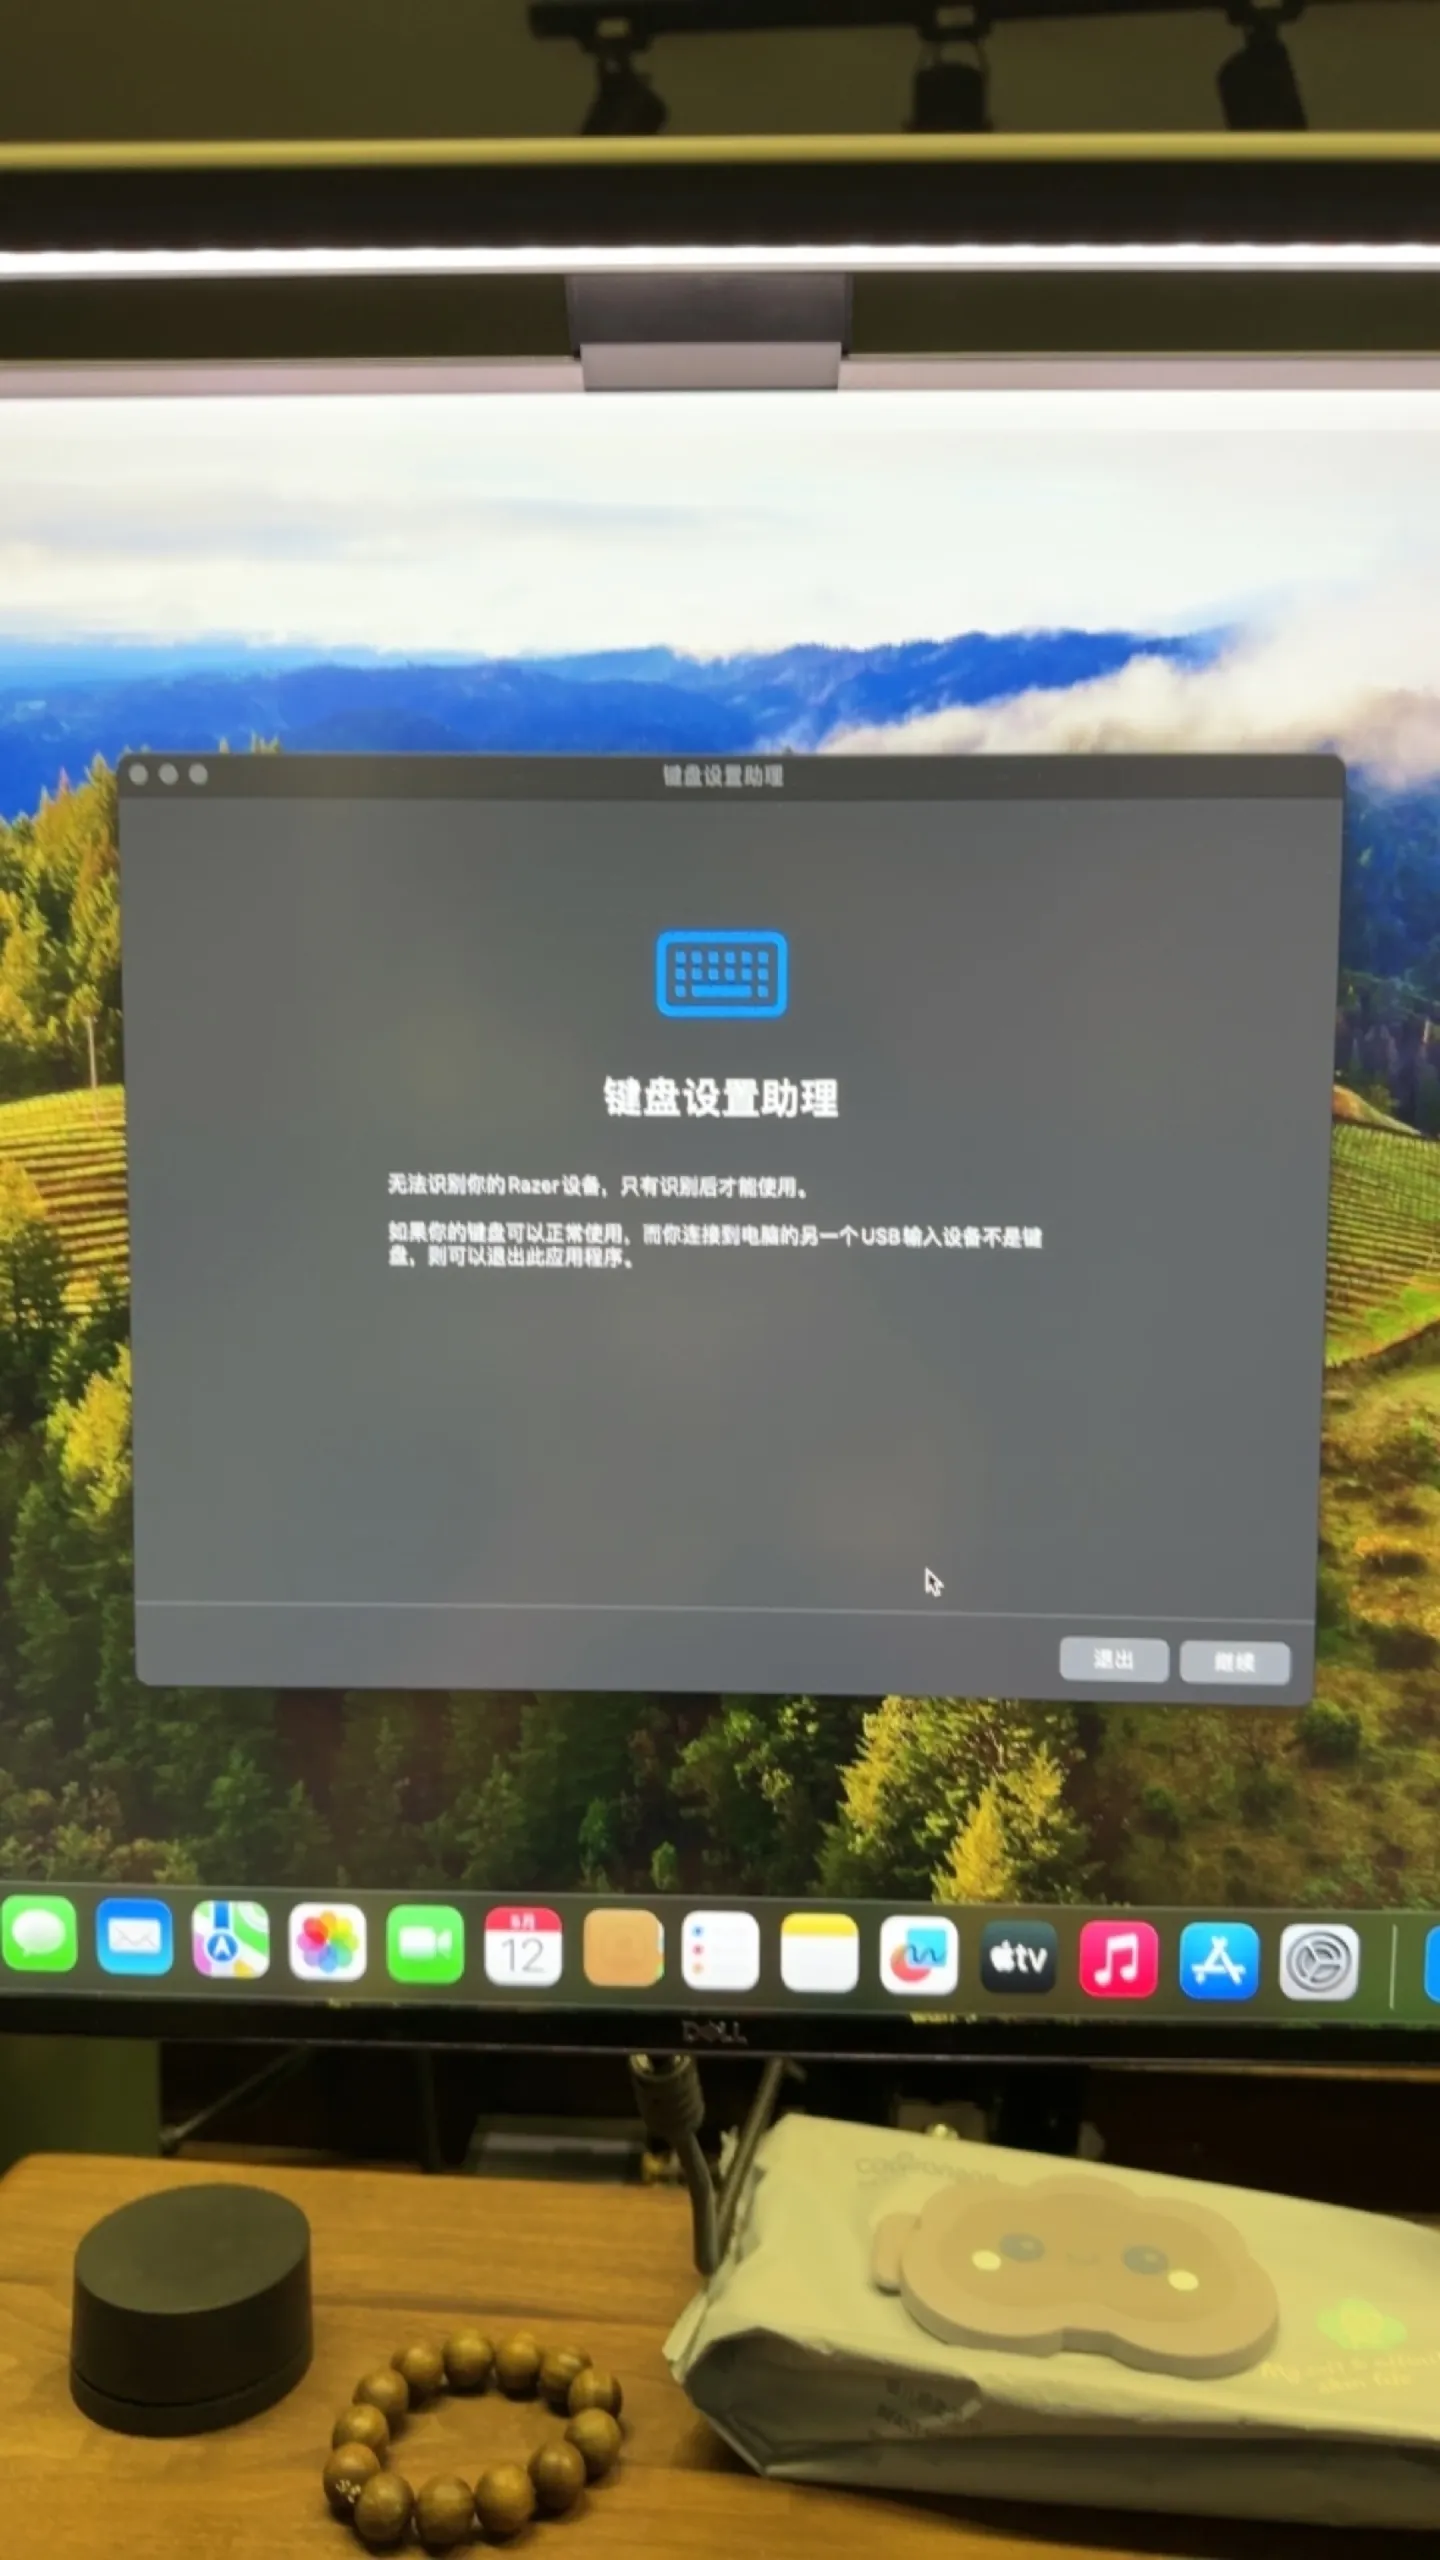 键盘设置助理
键盘设置助理
无法识别你的Razer设备，只有识别后才能使用。
如果你的键盘可以正常使用，而你连接到电脑的另一个USB输入设备不是键
盘，则可以退出此应用程序。
退出
继续
12
tv
DELL